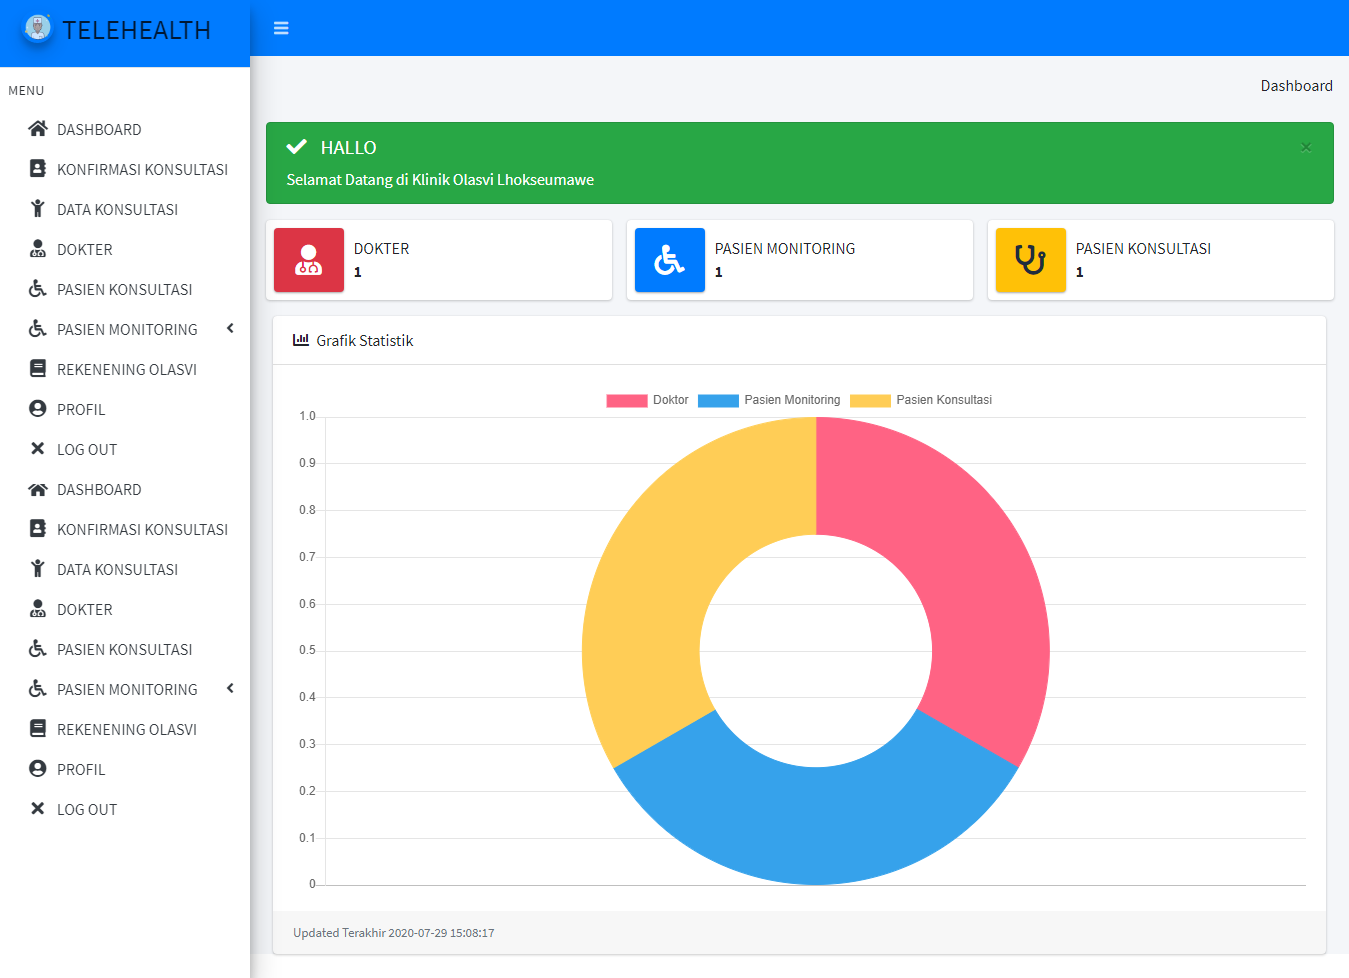 TELEHEALTH
MENU
DASHBOARD
KONFIRMASI KONSULTASI
DATA KONSULTASI
DOKTER
PASIEN KONSULTASI
PASIEN MONITORING
REKENENING OLASVI
PROFIL
LOG OUT
DASHBOARD
KONFIRMASI KONSULTASI
DATA KONSULTASI
DOKTER
PASIEN KONSULTASI
PASIEN MONITORING
REKENENING OLASVI
PROFIL
LOG OUT
Dashboard
HALLO
×
Selamat Datang di Klinik Olasvi Lhokseumawe
DOKTER
1
PASIEN MONITORING
1
PASIEN KONSULTASI
1
Grafik Statistik
Doktor Pasien Monitoring Pasien Konsultasi
1.0
0.9
0.8
0.7
0.6
0.5
0.4
0.3
0.2
0.1
0
Updated Terakhir 2020-07-29 15:08:17